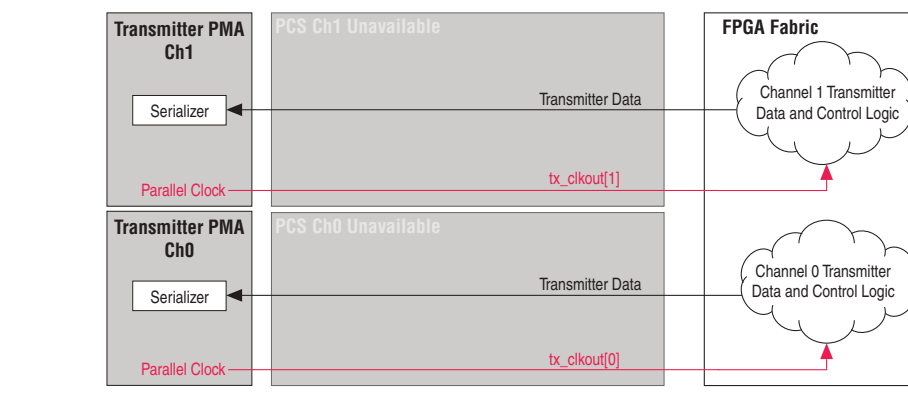 Transmitter PMA
Ch1
PCS Ch1 Unavailable
FPGA Fabric
Serializer
Transmitter Data
Channel 1 Transmitter
Data and Control Logic
Parallel Clock
tx_clkout[1]
Transmitter PMA
Ch0
PCS Ch0 Unavailable
Serializer
Transmitter Data
Channel 0 Transmitter
Data and Control Logic
Parallel Clock
tx_clkout[0]